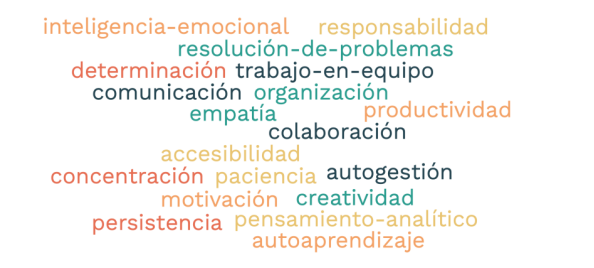 inteligencia-emocional responsabilidad
resolución-de-problemas
determinación trabajo-en-equipo
comunicación organización
empatía productividad
colaboración
accesibilidad
concentración paciencia autogestión
motivación creatividad
persistencia pensamiento-analítico
autoaprendizaje